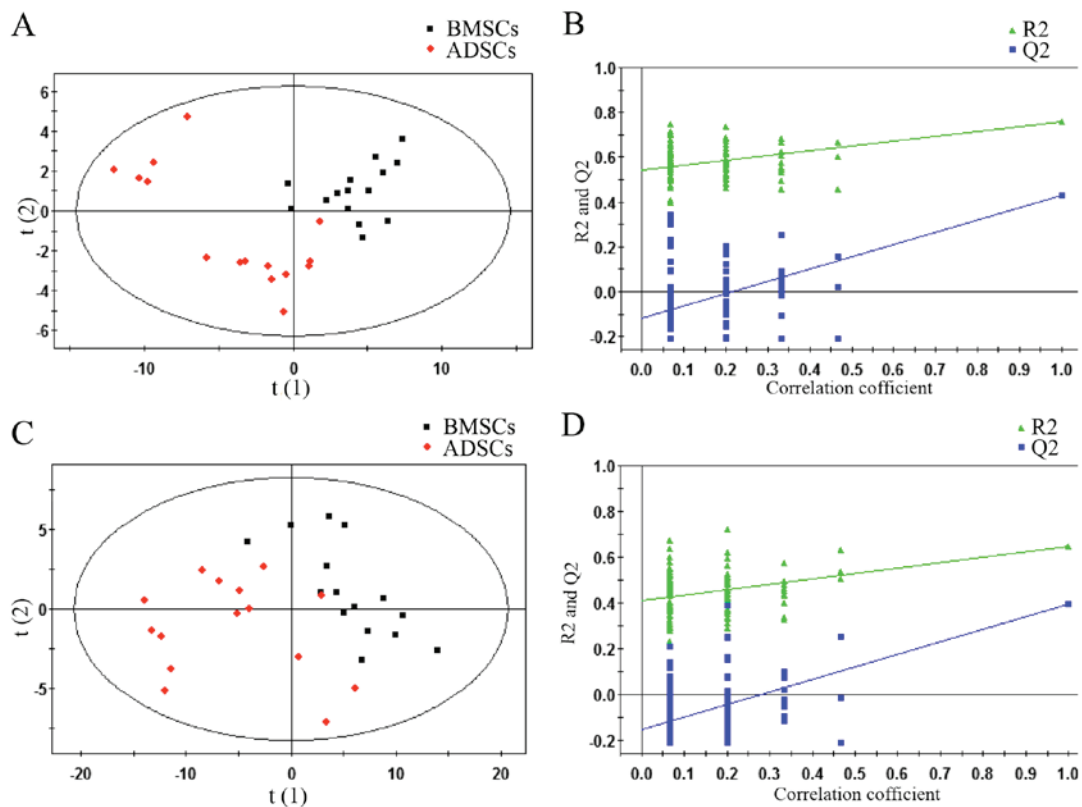 A
BMSCs
ADSCs
6
4
2
0
-2
-4
-6
t (2)
-10
0
10
t (1)
B
R2
Q2
1.0
0.8
0.6
0.4
0.2
0.0
-0.2
R2 and Q2
0.0 0.1 0.2 0.3 0.4 0.5 0.6 0.7 0.8 0.9 1.0
Correlation cofficient
C
BMSCs
ADSCs
5
0
-5
t (2)
-20 -10 0 10 20
t (1)
D
R2
Q2
1.0
0.8
0.6
0.4
0.2
-0.0
-0.2
R2 and Q2
0.0 0.1 0.2 0.3 0.4 0.5 0.6 0.7 0.8 0.9 1.0
Correlation cofficient